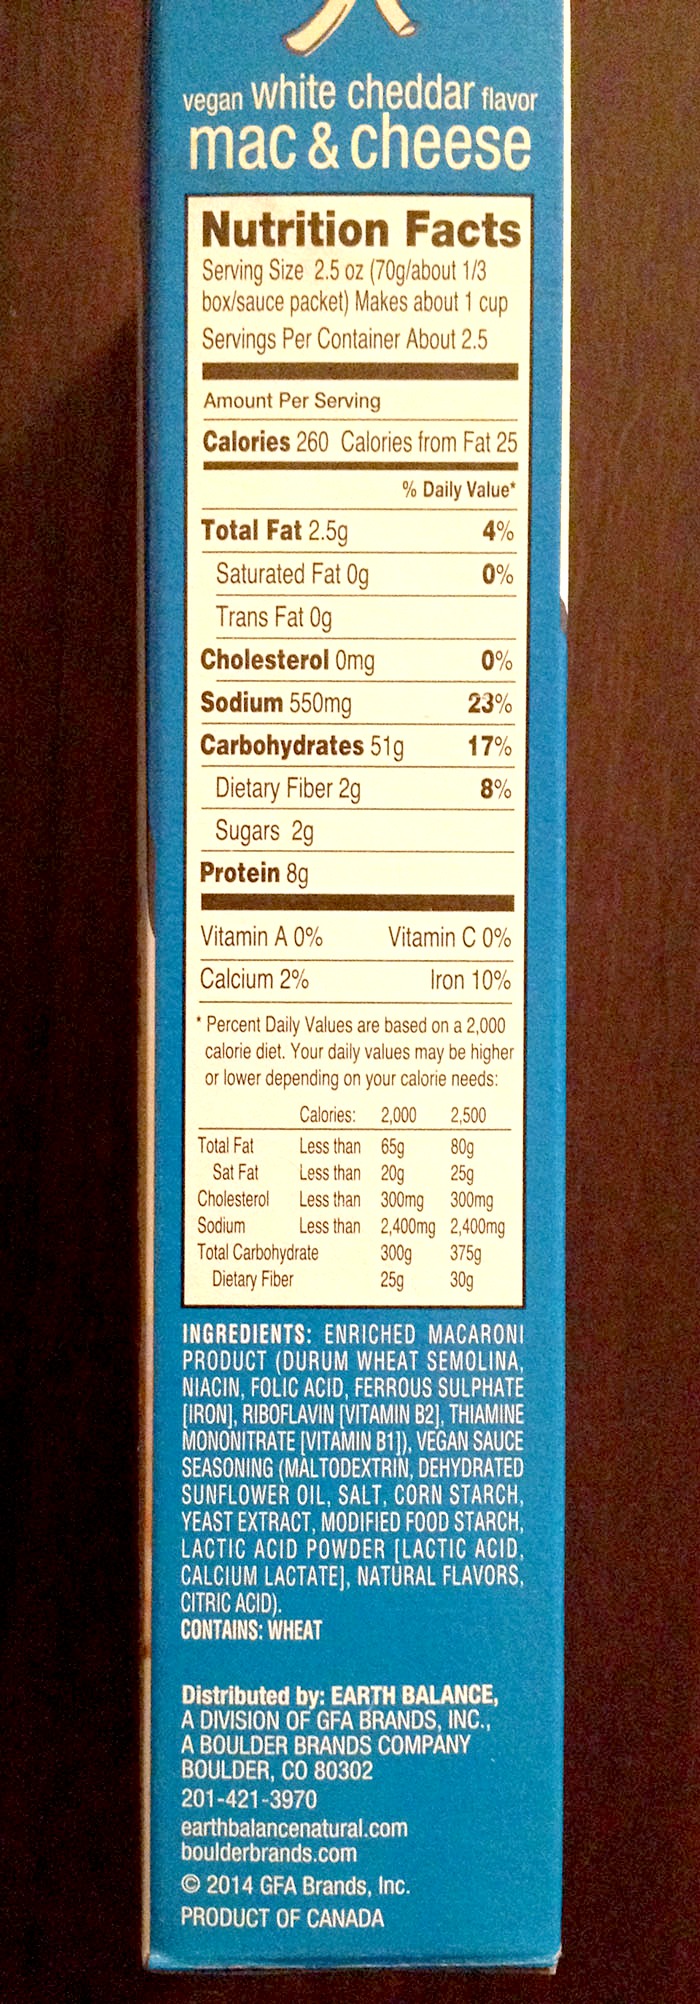 vegan white cheddar flavor
mac & cheese
Nutrition Facts
Serving Size 2.5 oz (70g/about 1/3
box/sauce packet) Makes about 1 cup
Servings Per Container About 2.5
Amount Per Serving
Calories 260 Calories from Fat 25
% Daily Value*
Total Fat 2.5g 4%
Saturated Fat 0g 0%
Trans Fat 0g
Cholesterol 0mg 0%
Sodium 550mg 23%
Carbohydrates 51g 17%
Dietary Fiber 2g 8%
Sugars 2g
Protein 8g
Vitamin A 0% Vitamin C 0%
Calcium 2% Iron 10%
* Percent Daily Values are based on a 2,000
calorie diet. Your daily values may be higher
or lower depending on your calorie needs:
Calories: 2,000 2,500
Total Fat Less than 65g 80g
Sat Fat Less than 20g 25g
Cholesterol Less than 300mg 300mg
Sodium Less than 2,400mg 2,400mg
Total Carbohydrate 300g 375g
Dietary Fiber 25g 30g
INGREDIENTS: ENRICHED MACARONI
PRODUCT (DURUM WHEAT SEMOLINA,
NIACIN, FOLIC ACID, FERROUS SULPHATE
[IRON], RIBOFLAVIN [VITAMIN B2], THIAMINE
MONONITRATE [VITAMIN B1]), VEGAN SAUCE
SEASONING (MALTODEXTRIN, DEHYDRATED
SUNFLOWER OIL, SALT, CORN STARCH,
YEAST EXTRACT, MODIFIED FOOD STARCH,
LACTIC ACID POWDER [LACTIC ACID,
CALCIUM LACTATE], NATURAL FLAVORS,
CITRIC ACID).
CONTAINS: WHEAT
Distributed by: EARTH BALANCE,
A DIVISION OF GFA BRANDS, INC.,
A BOULDER BRANDS COMPANY
BOULDER, CO 80302
201-421-3970
earthbalancenatural.com
boulderbrands.com
© 2014 GFA Brands, Inc.
PRODUCT OF CANADA